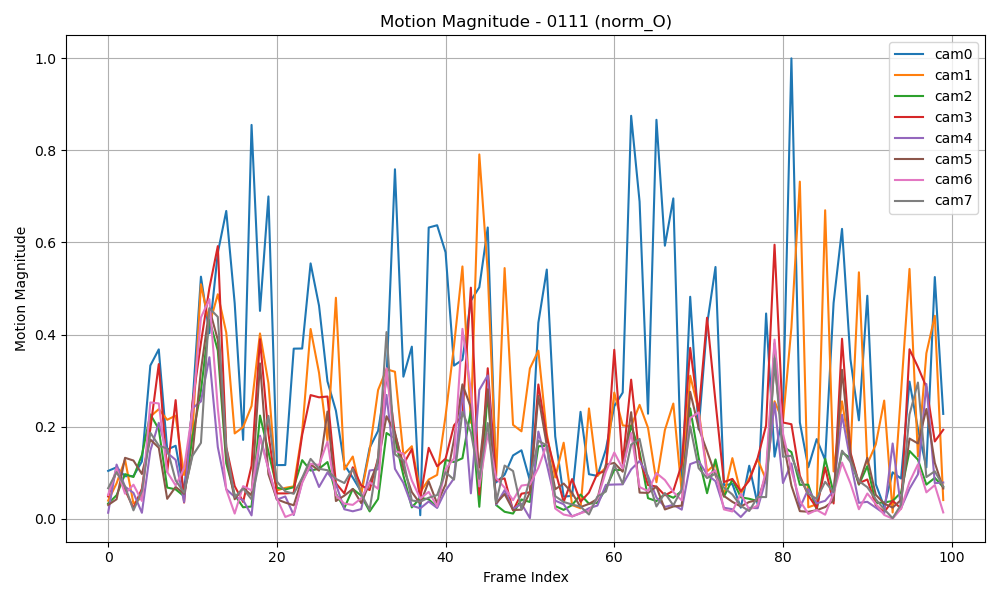 Motion Magnitude - 0111 (norm_O)
Motion Magnitude
1.0
0.8
0.6
0.4
0.2
0.0
0
20
40
60
80
100
Frame Index
cam0
cam1
cam2
cam3
cam4
cam5
cam6
cam7